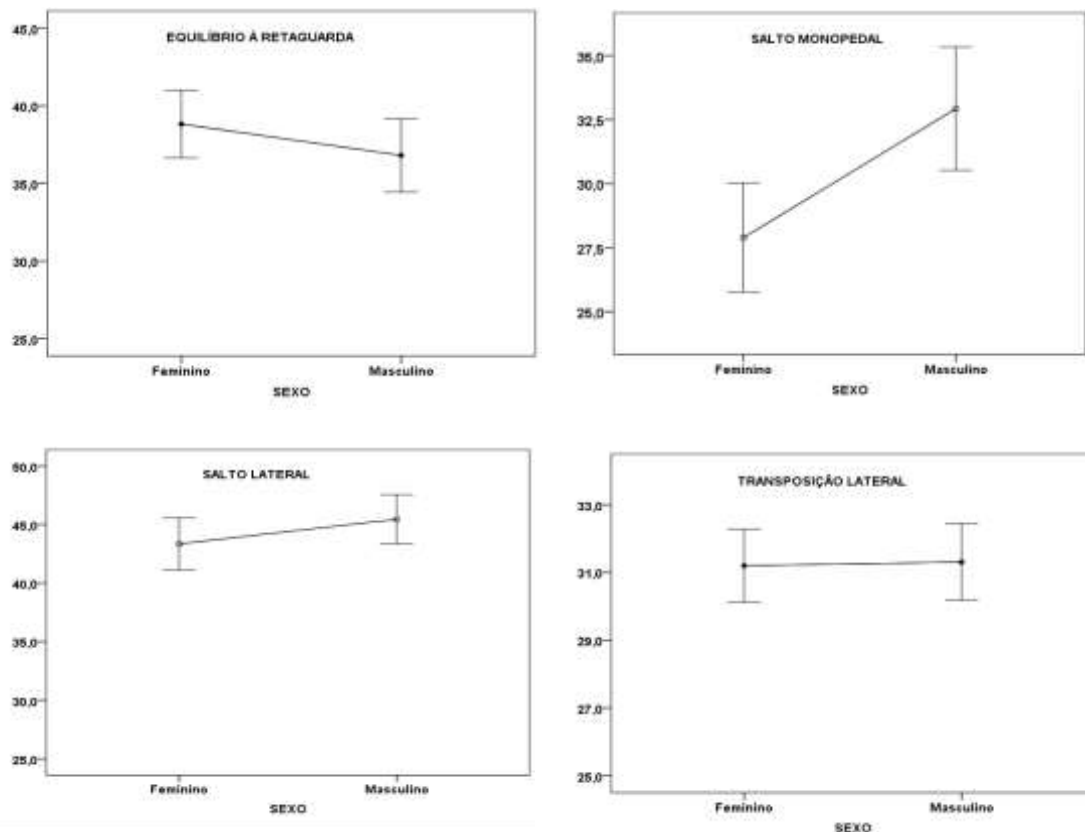 EQUILÍBRIO À RETAGUARDA
45,0
40,0
35,0
30,0
25,0
Feminino Masculino
SEXO
SALTO MONOPEDAL
35,0
32,5
30,0
27,5
25,0
Feminino Masculino
SEXO
SALTO LATERAL
50,0
45,0
40,0
35,0
30,0
25,0
Feminino Masculino
SEXO
TRANSPOSIÇÃO LATERAL
33,0
31,0
29,0
27,0
25,0
Feminino Masculino
SEXO